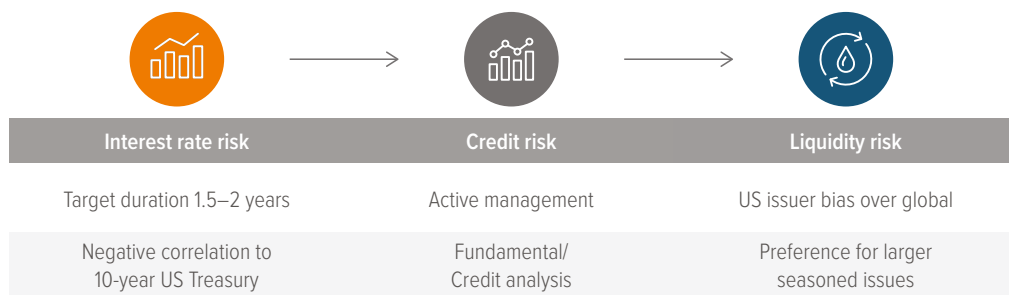 Interest rate risk
Credit risk
Liquidity risk
Target duration 1.5–2 years
Active management
US issuer bias over global
Negative correlation to
10-year US Treasury
Fundamental/
Credit analysis
Preference for larger
seasoned issues